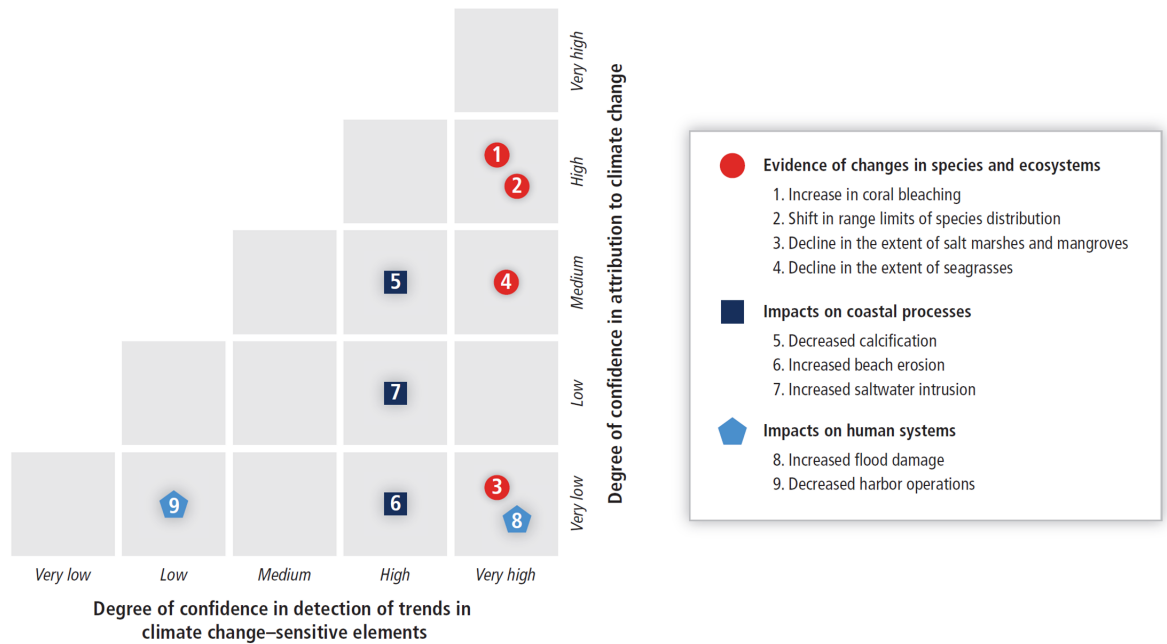 Very high
High
Medium
Low
Very low
Degree of confidence in attribution to climate change
1
2
5
4
7
9
6
3
8
Very low
Low
Medium
High
Very high
Degree of confidence in detection of trends in
climate change–sensitive elements
Evidence of changes in species and ecosystems
1. Increase in coral bleaching
2. Shift in range limits of species distribution
3. Decline in the extent of salt marshes and mangroves
4. Decline in the extent of seagrasses
Impacts on coastal processes
5. Decreased calcification
6. Increased beach erosion
7. Increased saltwater intrusion
Impacts on human systems
8. Increased flood damage
9. Decreased harbor operations